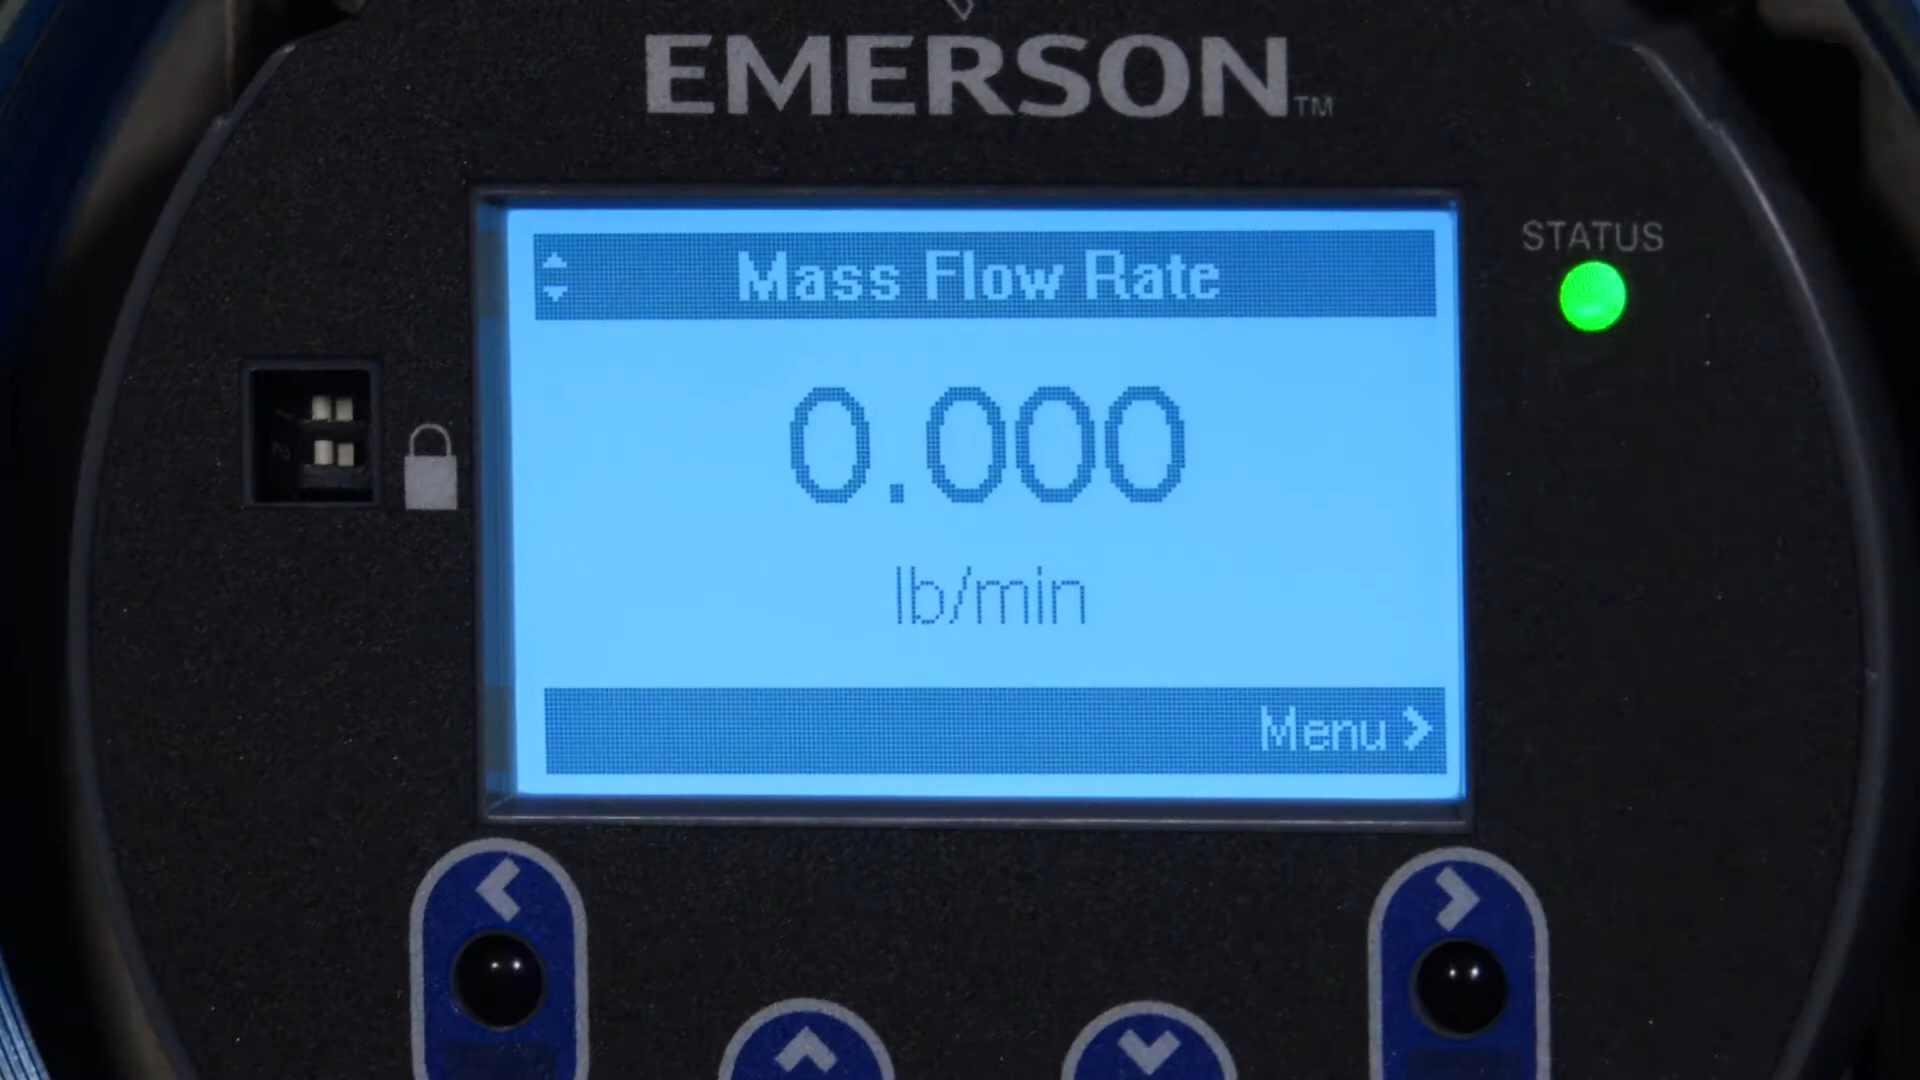 EMERSON™
STATUS
Mass Flow Rate
0.000
lb/min
Menu